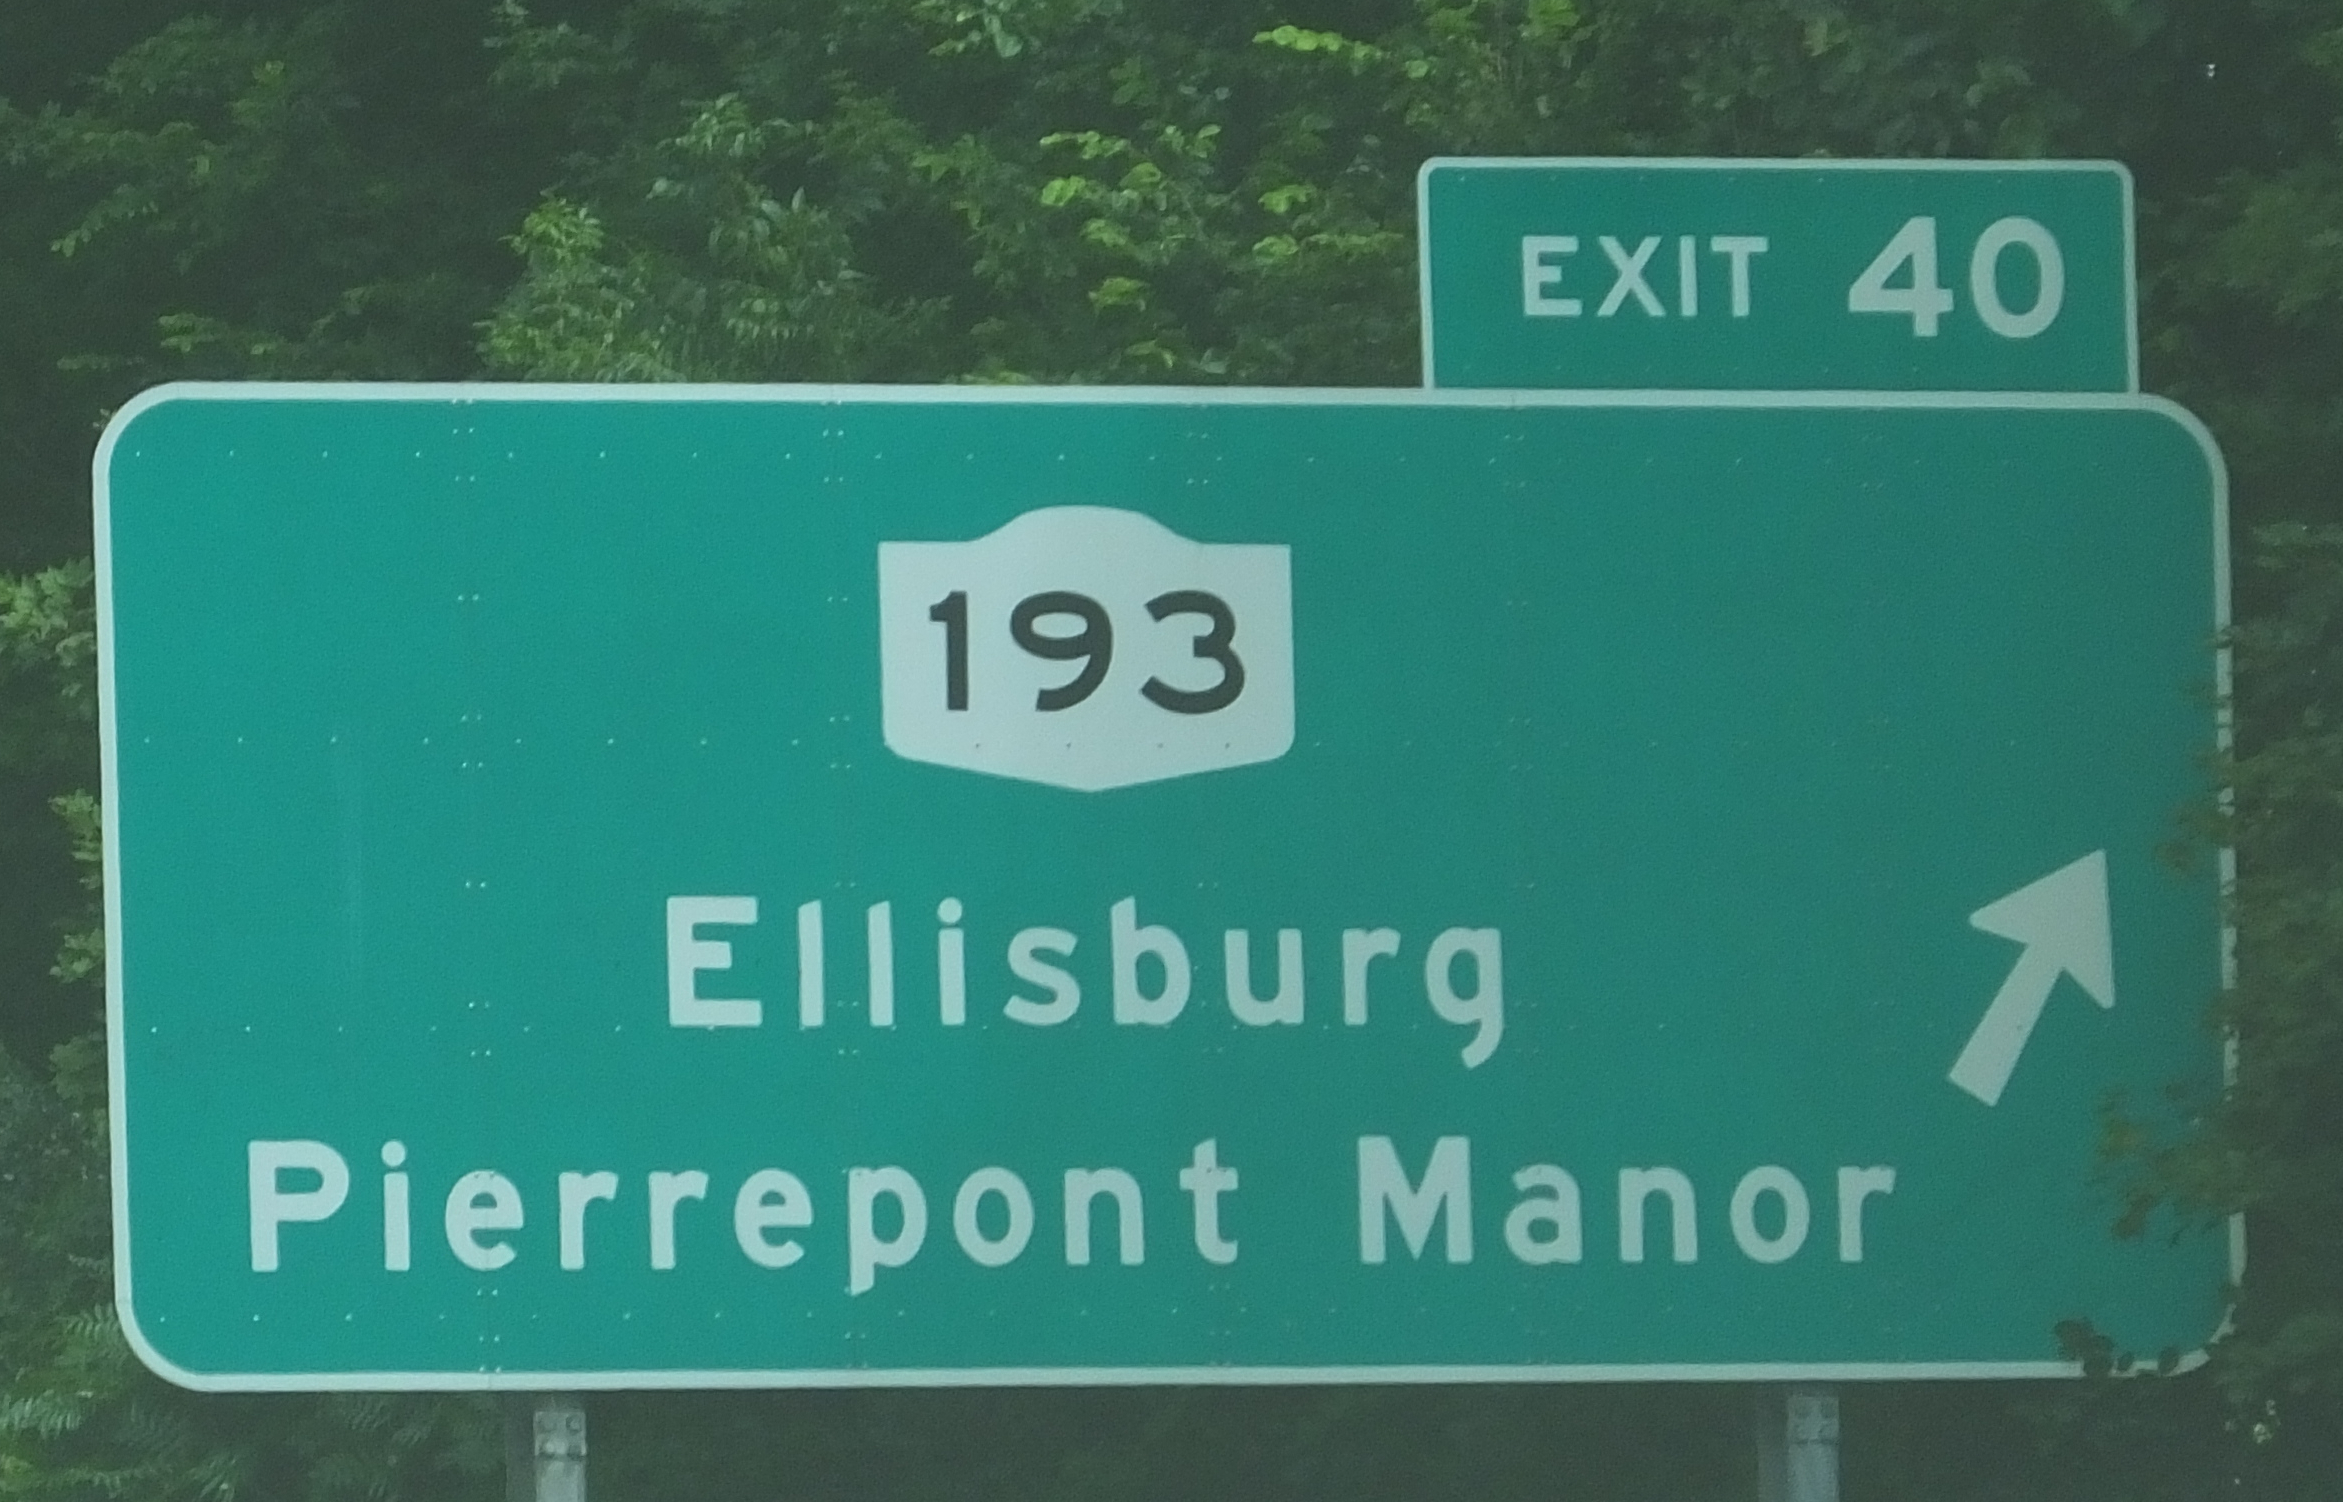 EXIT 40
193
Ellisburg
Pierrepont Manor